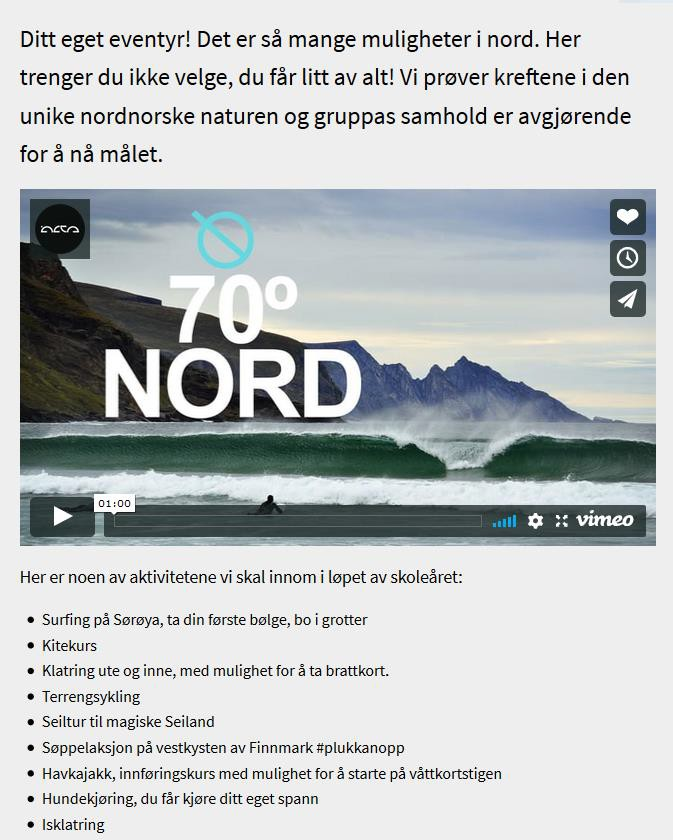 Ditt eget eventyr! Det er så mange muligheter i nord. Her
trenger du ikke velge, du får litt av alt! Vi prøver kreftene i den
unike nordnorske naturen og gruppas samhold er avgjørende
for å nå målet.
70°
NORD
01:00
vimeo
Her er noen av aktivitetene vi skal innom i løpet av skoleåret:
Surfing på Sørøya, ta din første bølge, bo i grotter
Kitekurs
Klatring ute og inne, med mulighet for å ta brattkort.
Terrengsykling
Seiltur til magiske Seiland
Søppelaksjon på vestkysten av Finnmark #plukkanopp
Havkajakk, innføringskurs med mulighet for å starte på våttkortstigen
Hundekjøring, du får kjøre ditt eget spann
Isklatring